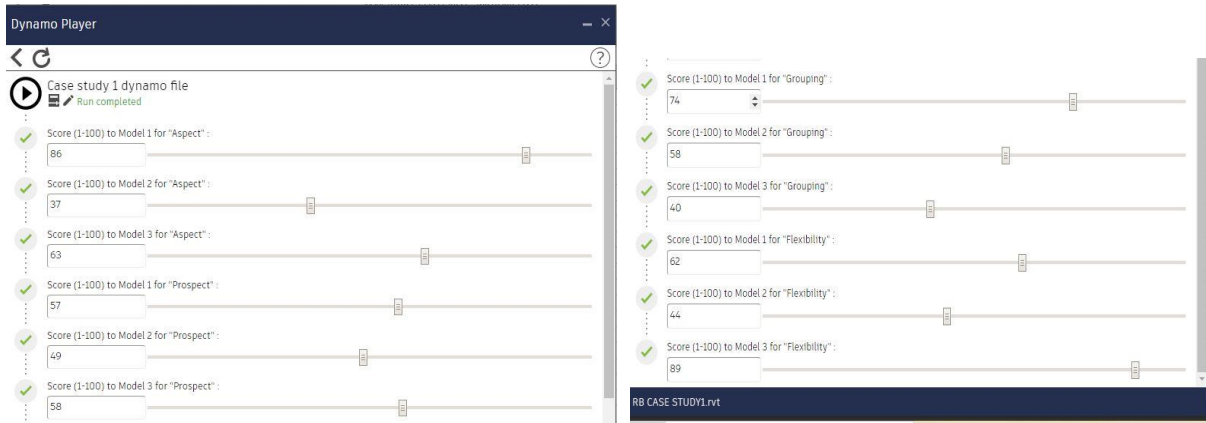 Dynamo Player
Case study 1 dynamo file
Run completed
Score (1-100) to Model 1 for "Aspect" :
86
Score (1-100) to Model 2 for "Aspect" :
37
Score (1-100) to Model 3 for "Aspect" :
63
Score (1-100) to Model 1 for "Prospect" :
57
Score (1-100) to Model 2 for "Prospect" :
49
Score (1-100) to Model 3 for "Prospect" :
58
Score (1-100) to Model 1 for "Grouping" :
74
Score (1-100) to Model 2 for "Grouping" :
58
Score (1-100) to Model 3 for "Grouping" :
40
Score (1-100) to Model 1 for "Flexibility" :
62
Score (1-100) to Model 2 for "Flexibility" :
44
Score (1-100) to Model 3 for "Flexibility" :
89
RB CASE STUDY1.rvt